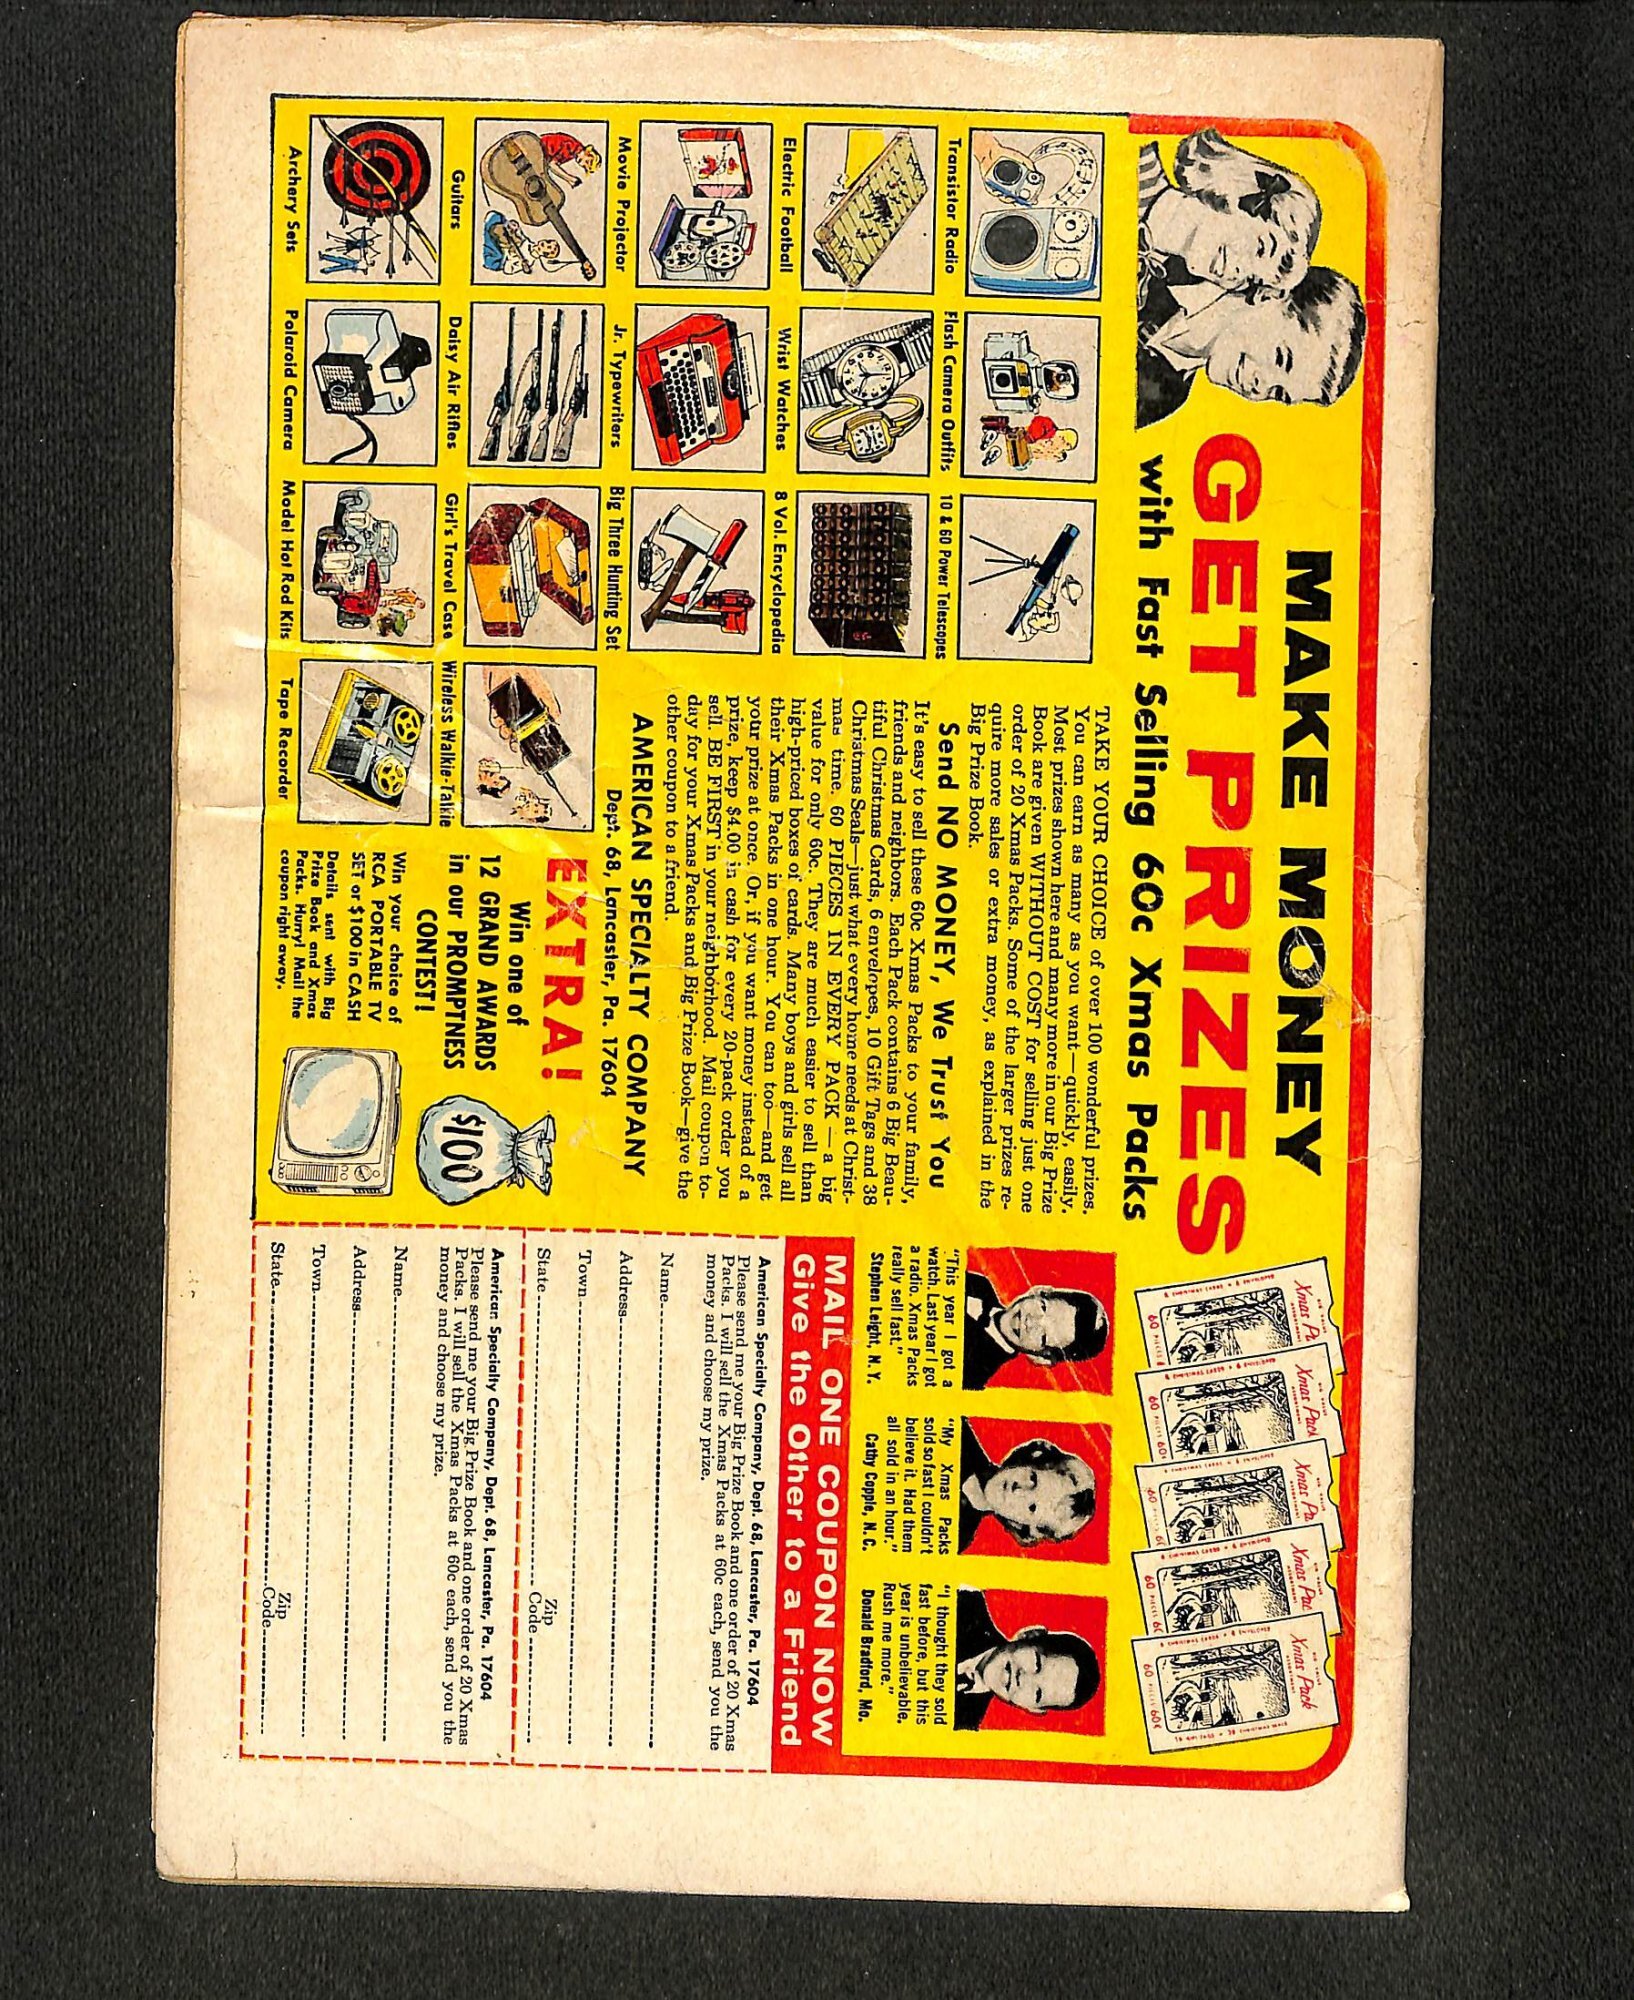 MAKE MONEY
GET PRIZES
with Fast Selling 60c Xmas Packs
Transistor Radio
Flash Camera Outfits
10 & 60 Power Telescopes
Electric Football
Wrist Watches
8 Vol. Encyclopedia
Movie Projector
Jr. Typewriters
Big Three Hunting Set
Guitars
Daisy Air Rifles
Girl's Travel Case
Wireless Walkie-Talkie
Archery Sets
Polaroid Camera
Model Hot Rod Kits
Tape Recorder
TAKE YOUR CHOICE of over 100 wonderful prizes.
You can earn as many as you want—quickly, easily.
Most prizes shown here and many more in our Big Prize
Book are given WITHOUT COST for selling just one
order of 20 Xmas Packs. Some of the larger prizes re-
quire more sales or extra money, as explained in the
Big Prize Book.
Send NO MONEY, We Trust You
It's easy to sell these 60c Xmas Packs to your family,
friends and neighbors. Each Pack contains 6 Big Beau-
tiful Christmas Cards, 6 envelopes, 10 Gift Tags and 38
Christmas Seals—just what every home needs at Christ-
mas time. 60 PIECES IN EVERY PACK — a big
value for only 60c. They are much easier to sell than
high-priced boxes of cards. Many boys and girls sell all
their Xmas Packs in one hour. You can too—and get
your prize at once. Or, if you want money instead of a
prize, keep $4.00 in cash for every 20-pack order you
sell. BE FIRST in your neighborhood. Mail coupon to-
day for your Xmas Packs and Big Prize Book—give the
other coupon to a friend.
AMERICAN SPECIALTY COMPANY
Dept. 68, Lancaster, Pa. 17604
EXTRA!
Win one of
12 GRAND AWARDS
in our PROMPTNESS
CONTEST!
Win your choice of
RCA PORTABLE TV
SET or $100 in CASH
Details sent with Big
Prize Book and Xmas
Packs. Hurry! Mail the
coupon right away.
$100
Xmas Pa
Xmas Pack
Xmas Pa
Xmas Pac
Xmas Pack
60 PIECES 60¢
"This year I got a
watch. Last year I got
a radio. Xmas Packs
really sell fast."
Stephen Leight, N. Y.
"My Xmas Packs
sold so fast I couldn't
believe it. Had them
all sold in an hour."
Cathy Copple, N. C.
"I thought they sold
fast before, but this
year is unbelievable.
Rush me more."
Donald Bradford, Mo.
MAIL ONE COUPON NOW
Give the Other to a Friend
American Specialty Company, Dept. 68, Lancaster, Pa. 17604
Please send me your Big Prize Book and one order of 20 Xmas
Packs. I will sell the Xmas Packs at 60c each, send you the
money and choose my prize.
Name
Address
Town
State Zip Code
American Specialty Company, Dept. 68, Lancaster, Pa. 17604
Please send me your Big Prize Book and one order of 20 Xmas
Packs. I will sell the Xmas Packs at 60c each, send you the
money and choose my prize.
Name
Address
Town
State Zip Code